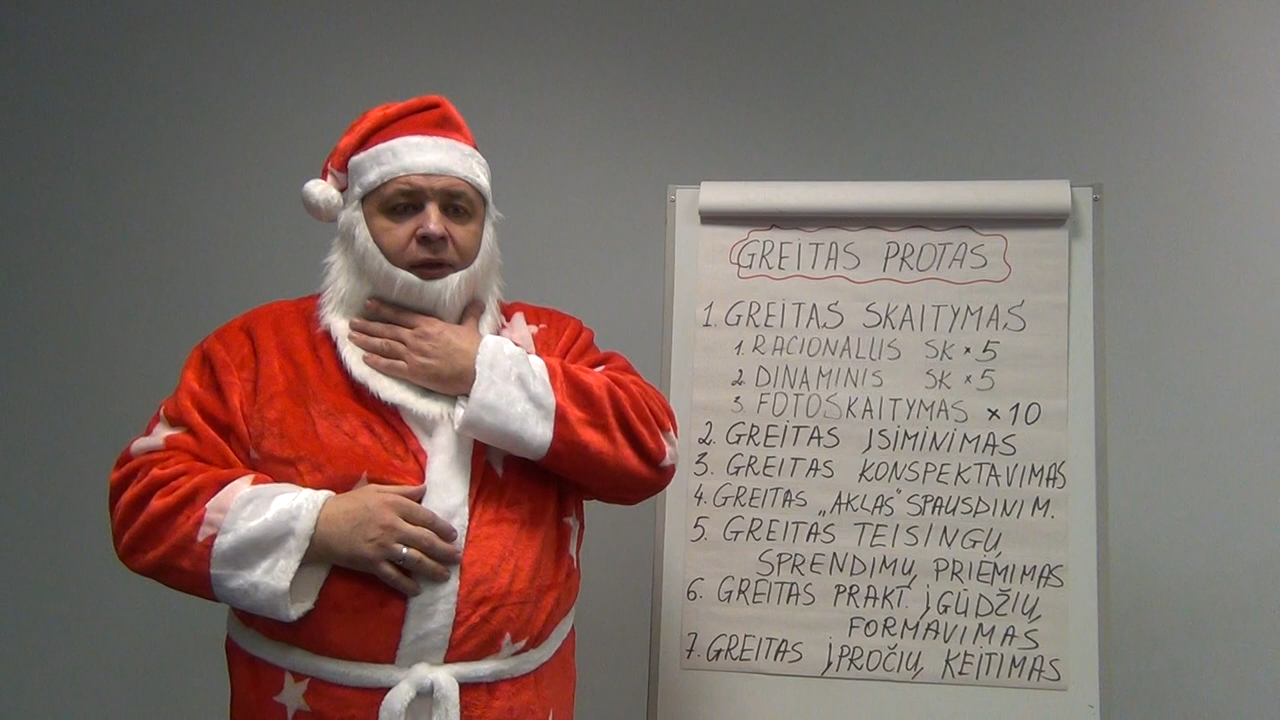 GREITAS PROTAS
1. GREITAS SKAITYMAS
1. RACIONALUS SK × 5
2. DINAMINIS SK × 5
3. FOTOSKAITYMAS × 10
2. GREITAS ĮSIMINIMAS
3. GREITAS KONSPEKTAVIMAS
4. GREITAS „AKLAS“ SPAUSDINIM.
5. GREITAS TEISINGŲ
SPRENDIMŲ PRIĖMIMAS
6. GREITAS PRAKT. ĮGŪDŽIŲ
FORMAVIMAS
7. GREITAS ĮPROČIŲ KEITIMAS